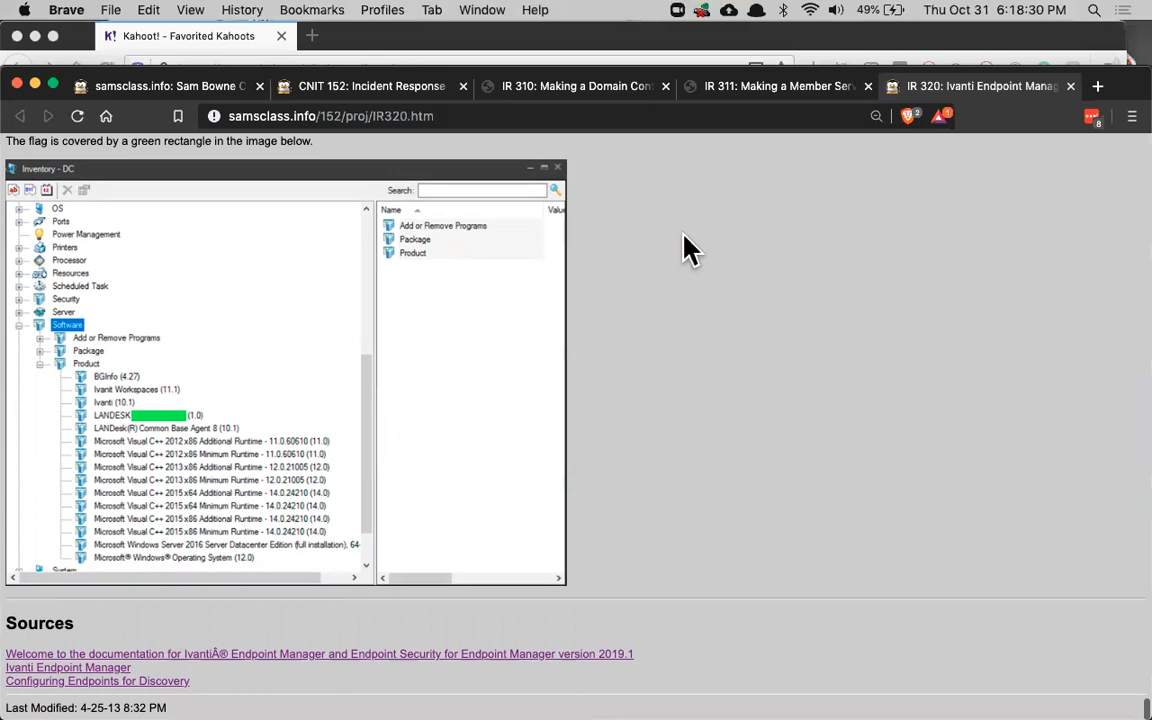 Brave File Edit View History Bookmarks Profiles Tab Window Help 49% Thu Oct 31 6:18:30 PM
K! Kahoot! - Favorited Kahoots
samsclass.info: Sam Bowne C CNIT 152: Incident Response IR 310: Making a Domain Cont IR 311: Making a Member Serv IR 320: Ivanti Endpoint Manag
samsclass.info/152/proj/IR320.htm 2 1 8
The flag is covered by a green rectangle in the image below.
Inventory - DC
Search:
OS
Ports
Power Management
Printers
Processor
Resources
Scheduled Task
Security
Server
Software
Add or Remove Programs
Package
Product
BGInfo (4.27)
Ivanit Workspaces (11.1)
Ivanti (10.1)
LANDESK (1.0)
LANDesk(R) Common Base Agent 8 (10.1)
Microsoft Visual C++ 2012 x86 Additional Runtime - 11.0.60610 (11.0)
Microsoft Visual C++ 2012 x86 Minimum Runtime - 11.0.60610 (11.0)
Microsoft Visual C++ 2013 x86 Additional Runtime - 12.0.21005 (12.0)
Microsoft Visual C++ 2013 x86 Minimum Runtime - 12.0.21005 (12.0)
Microsoft Visual C++ 2015 x64 Additional Runtime - 14.0.24210 (14.0)
Microsoft Visual C++ 2015 x64 Minimum Runtime - 14.0.24210 (14.0)
Microsoft Visual C++ 2015 x86 Additional Runtime - 14.0.24210 (14.0)
Microsoft Visual C++ 2015 x86 Minimum Runtime - 14.0.24210 (14.0)
Microsoft Windows Server 2016 Server Datacenter Edition (full installation), 64-
Microsoft® Windows® Operating System (12.0)
System
Name Value
Add or Remove Programs
Package
Product
Sources
Welcome to the documentation for IvantiÂ® Endpoint Manager and Endpoint Security for Endpoint Manager version 2019.1
Ivanti Endpoint Manager
Configuring Endpoints for Discovery
Last Modified: 4-25-13 8:32 PM